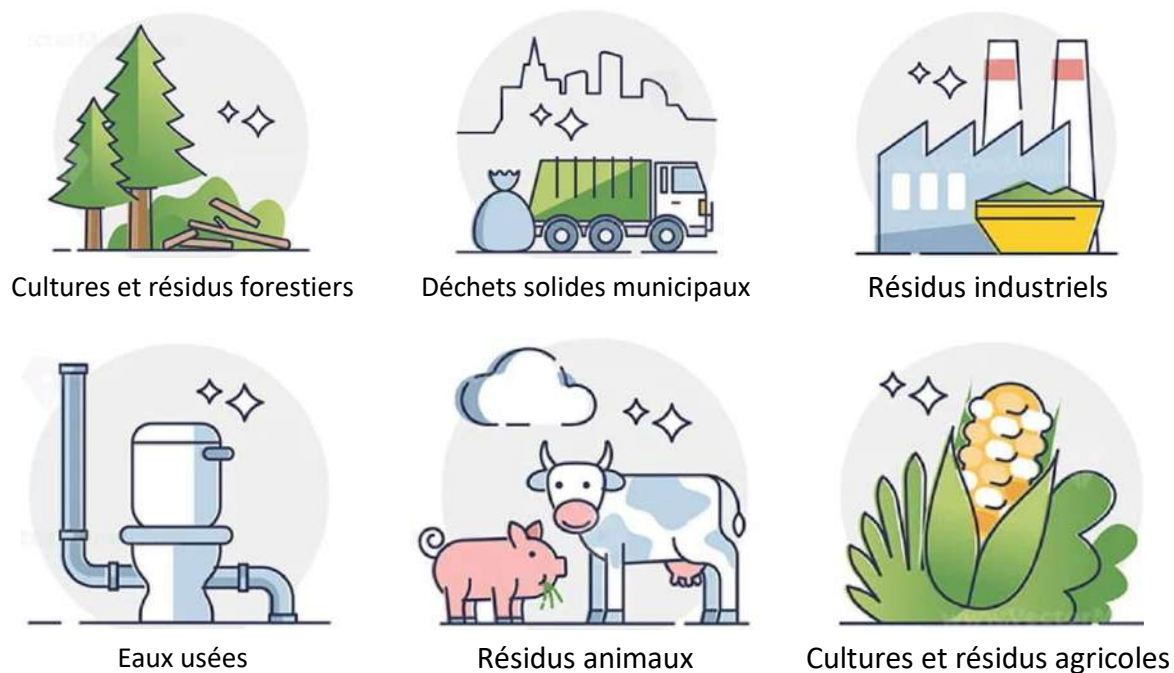 Cultures et résidus forestiers
Déchets solides municipaux
Résidus industriels
Eaux usées
Résidus animaux
Cultures et résidus agricoles